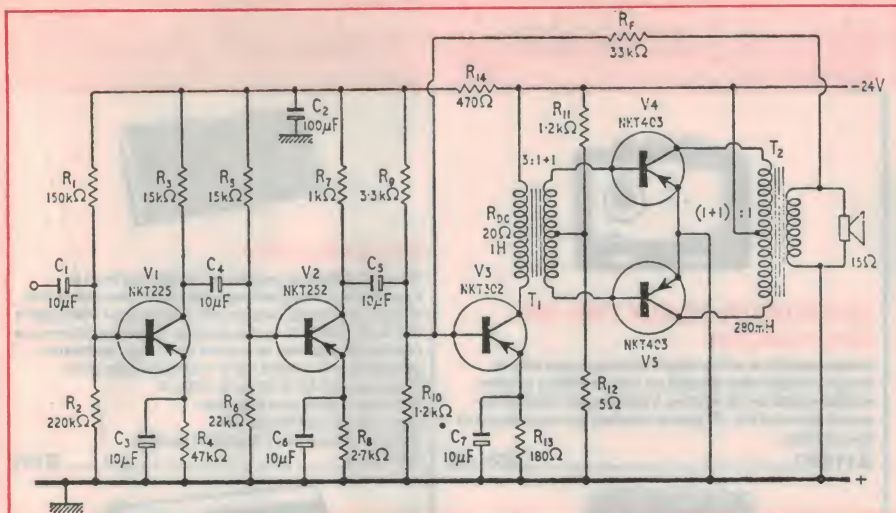 R_F
33kΩ
R14
470Ω
−24V
C2
100μF
R11
1·2kΩ
V4
NKT403
T2
3:1+1
R1
150kΩ
R3
15kΩ
R5
15kΩ
R7
1kΩ
R9
3·3kΩ
R_DC
20Ω
1H
(1+1) :1
15Ω
C1
10μF
V1
NKT225
C4
10μF
V2
NKT252
C5
10μF
V3
NKT302
T1
NKT403
V5
280mH
R2
220kΩ
C3
10μF
R4
47kΩ
R6
22kΩ
C6
10μF
R8
2·7kΩ
R10
1·2kΩ
C7
10μF
R13
180Ω
R12
5Ω
+